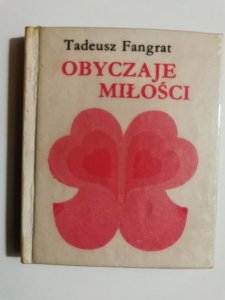 Tadeusz Fangrat
OBYCZAJE
MIŁOŚCI